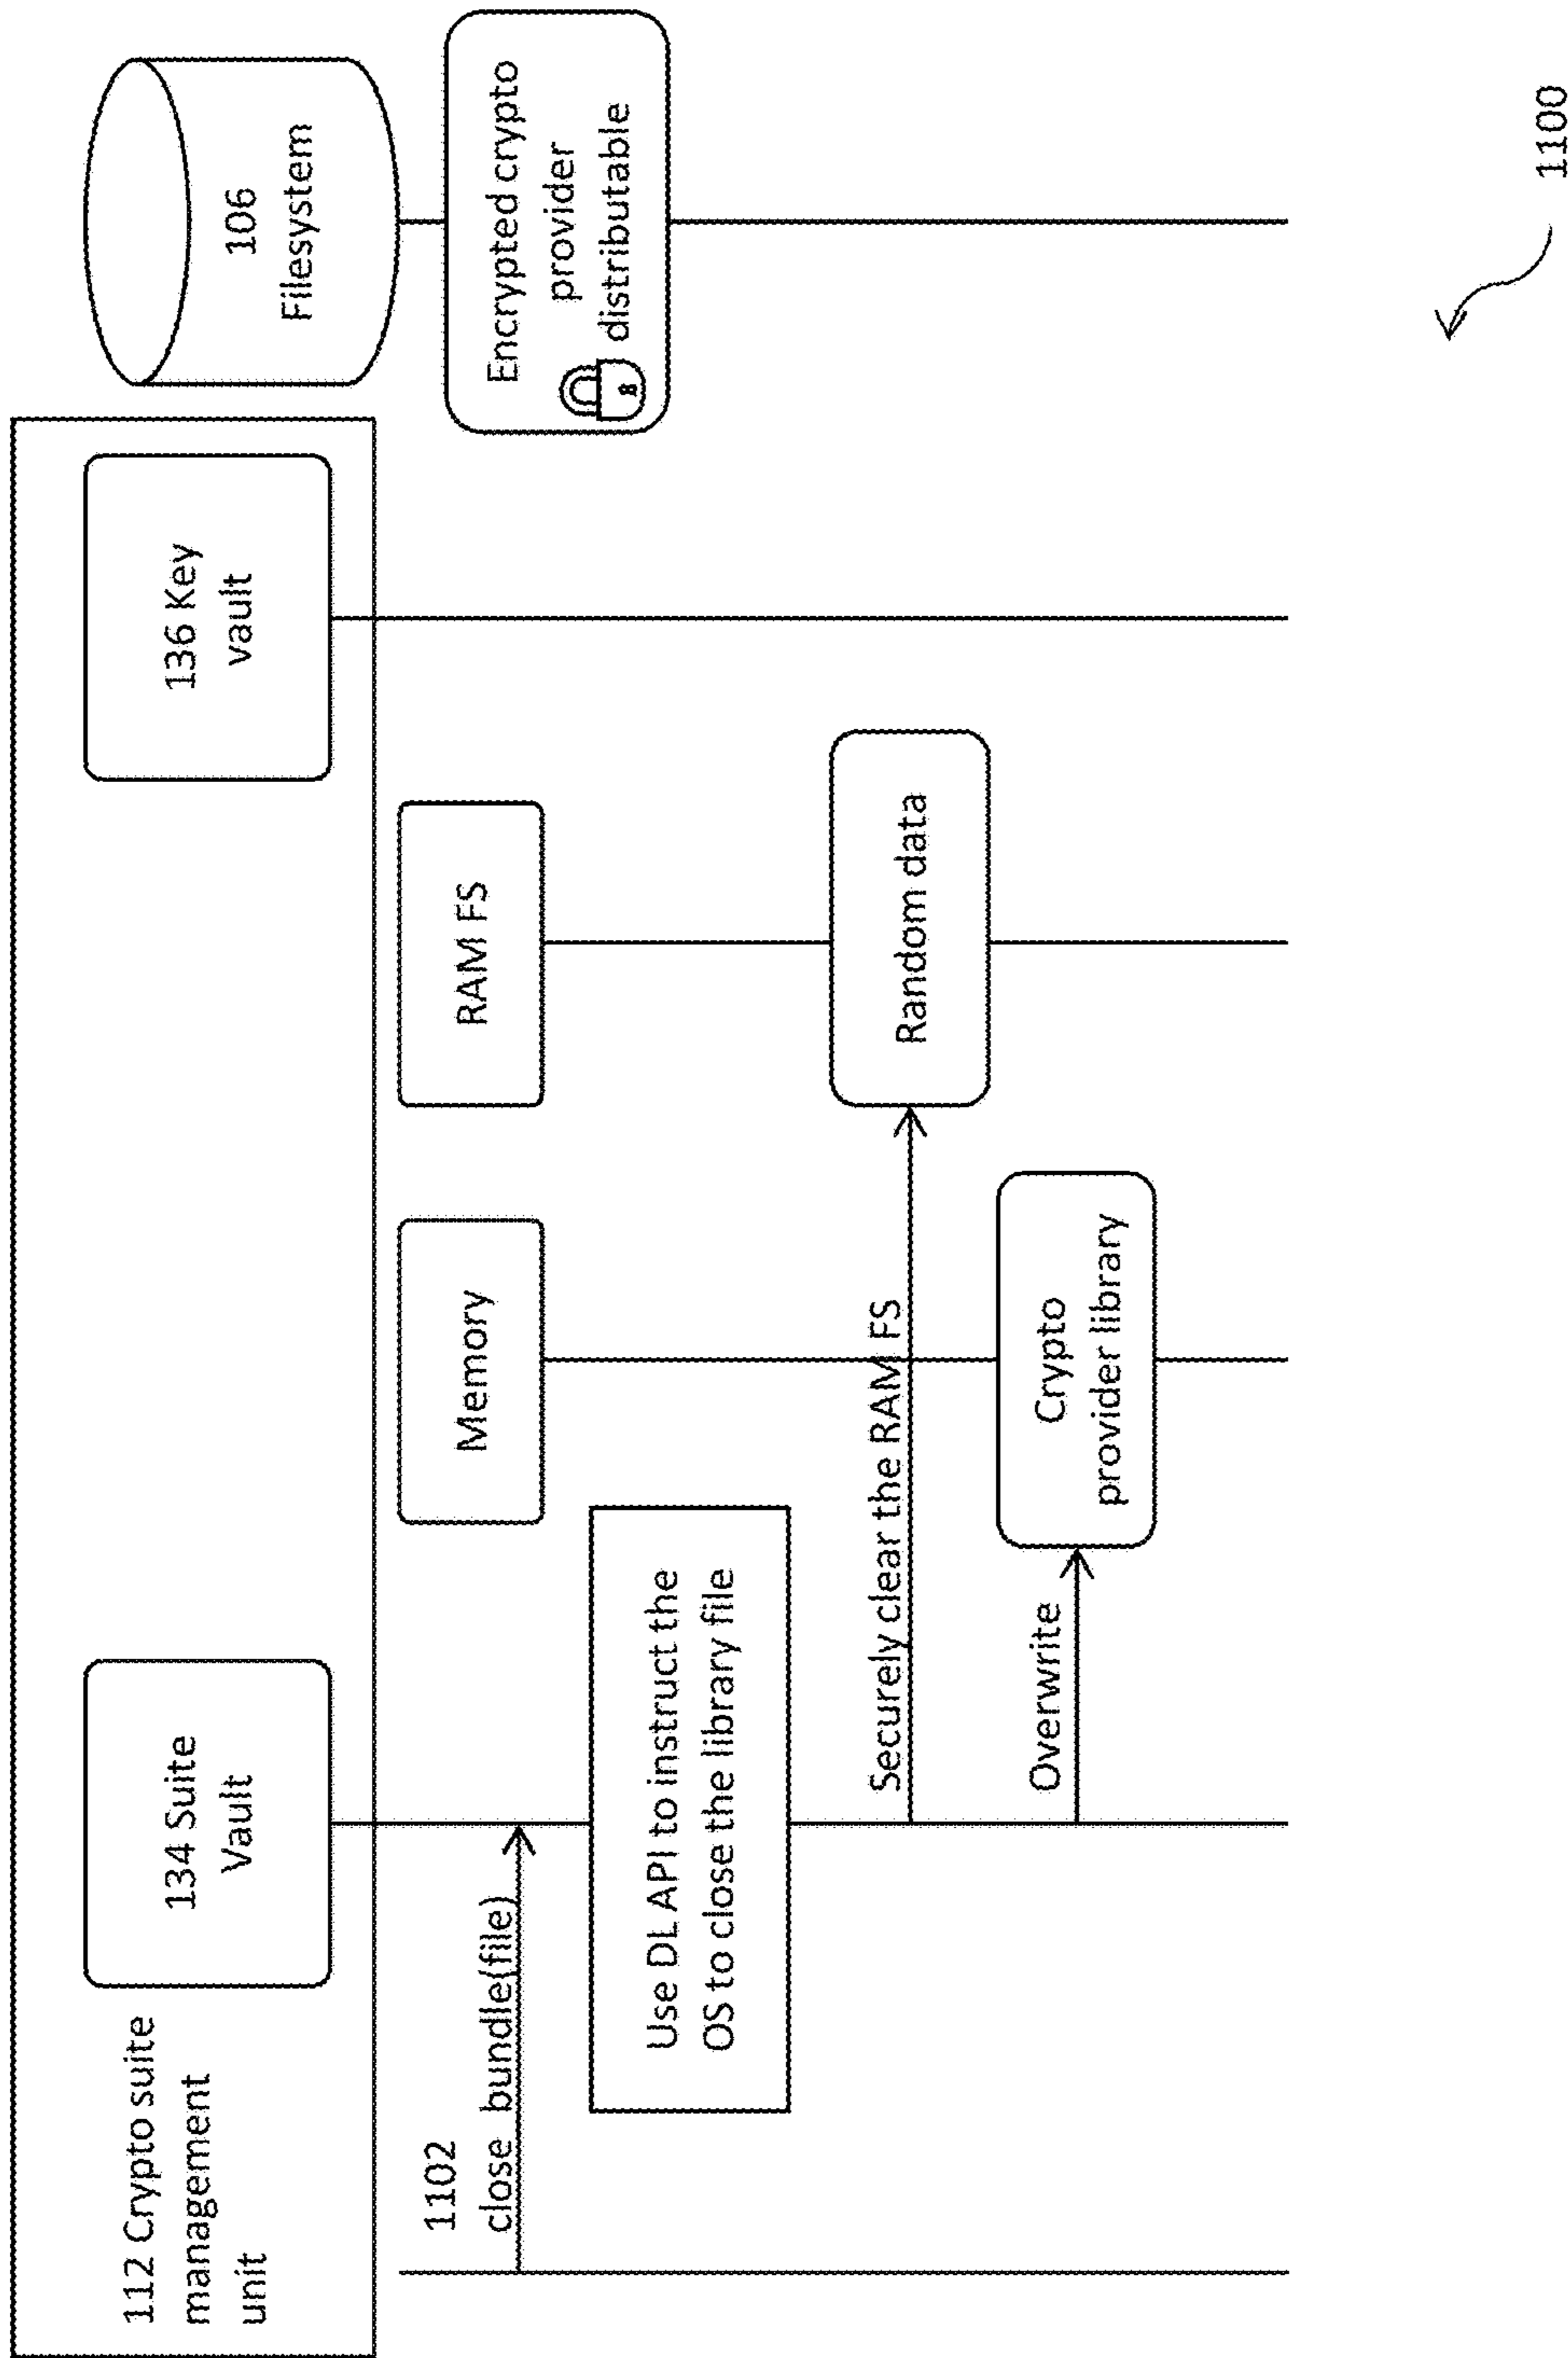 112 Crypto suite
management
unit
134 Suite
Vault
136 Key
vault
106
Filesystem
Memory
RAM FS
Encrypted crypto
provider
distributable
1102
close bundle(file)
Use DL API to instruct the
OS to close the library file
Securely clear the RAM FS
Random data
Overwrite
Crypto
provider library
1100